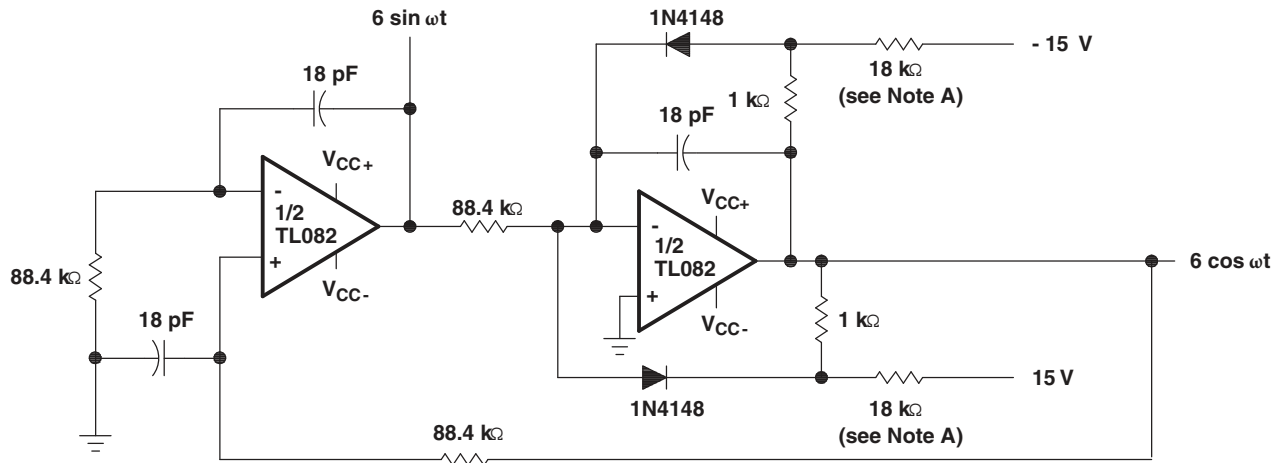 6 sin ωt
1N4148
- 15 V
18 pF
18 kΩ
(see Note A)
1 kΩ
18 pF
VCC+
-
1/2
TL082
+
VCC-
88.4 kΩ
88.4 kΩ
VCC+
-
1/2
TL082
+
VCC-
6 cos ωt
18 pF
1 kΩ
15 V
1N4148
18 kΩ
(see Note A)
88.4 kΩ